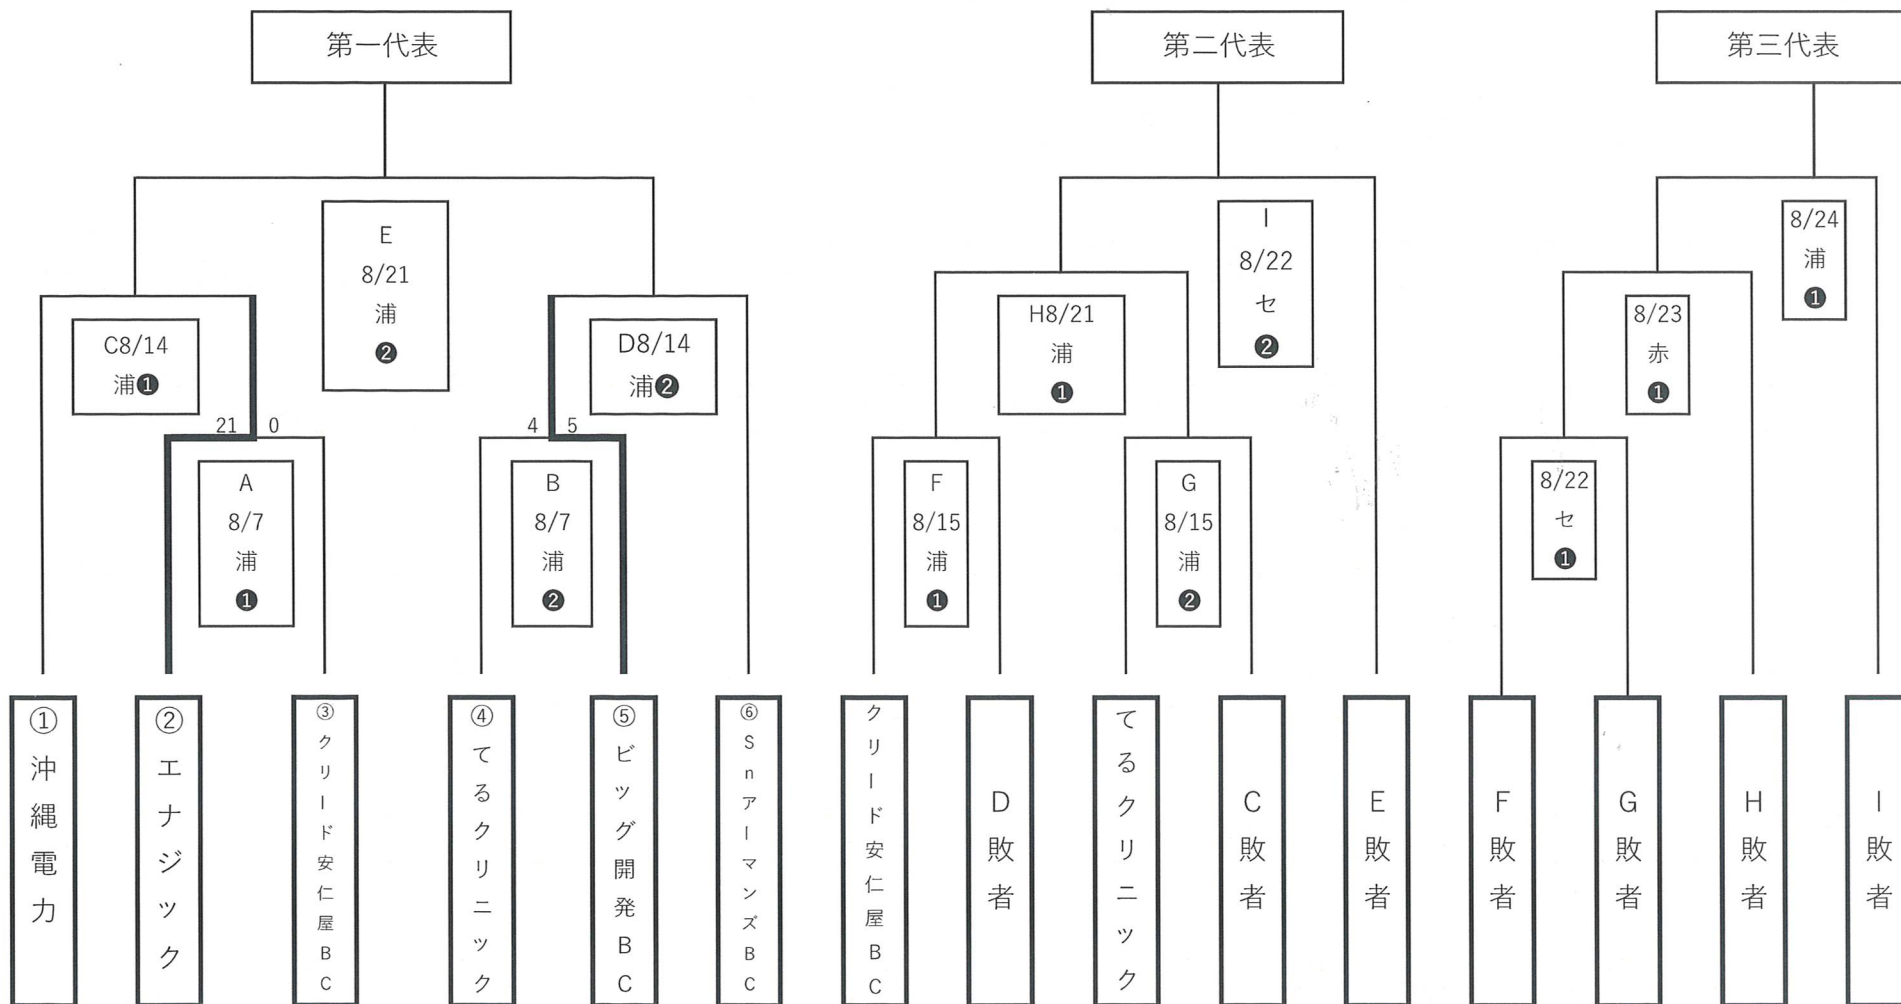 第一代表
第二代表
第三代表
E
8/21
浦
❷
I
8/22
セ
❷
8/24
浦
❶
C8/14
浦❶
D8/14
浦❷
H8/21
浦
❶
8/23
赤
❶
21 0
4 5
A
8/7
浦
❶
B
8/7
浦
❷
F
8/15
浦
❶
G
8/15
浦
❷
8/22
セ
❶
①沖縄電力
②エナジック
③クリード安仁屋BC
④てるクリニック
⑤ビッグ開発BC
⑥SnアーマンズBC
クリード安仁屋BC
D敗者
てるクリニック
C敗者
E敗者
F敗者
G敗者
H敗者
I敗者